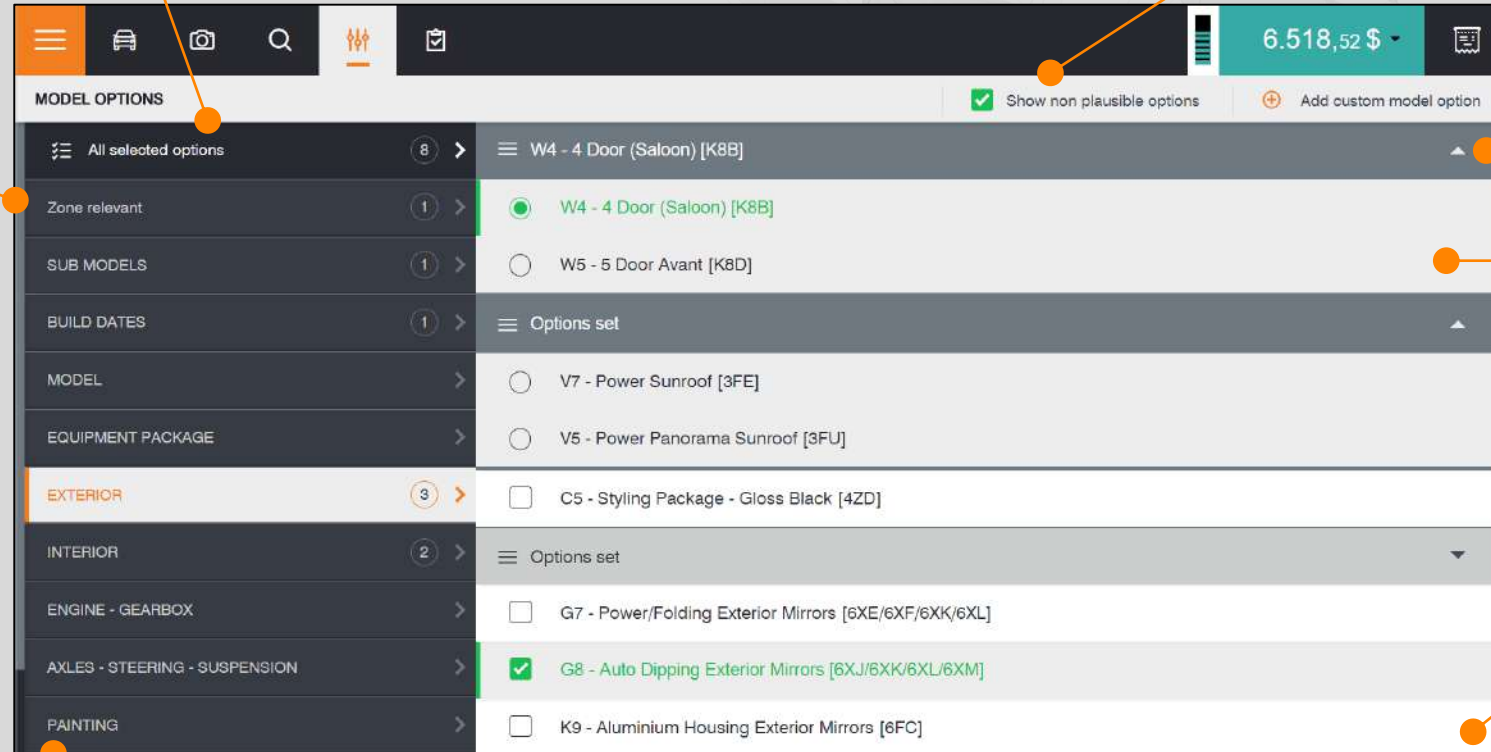 6.518,52 $
MODEL OPTIONS
Show non plausible options
Add custom model option
All selected options 8
W4 - 4 Door (Saloon) [K8B]
Zone relevant 1
W4 - 4 Door (Saloon) [K8B]
SUB MODELS 1
W5 - 5 Door Avant [K8D]
BUILD DATES 1
Options set
MODEL
V7 - Power Sunroof [3FE]
EQUIPMENT PACKAGE
V5 - Power Panorama Sunroof [3FU]
EXTERIOR 3
C5 - Styling Package - Gloss Black [4ZD]
INTERIOR 2
Options set
ENGINE - GEARBOX
G7 - Power/Folding Exterior Mirrors [6XE/6XF/6XK/6XL]
AXLES - STEERING - SUSPENSION
G8 - Auto Dipping Exterior Mirrors [6XJ/6XK/6XL/6XM]
PAINTING
K9 - Aluminium Housing Exterior Mirrors [6FC]